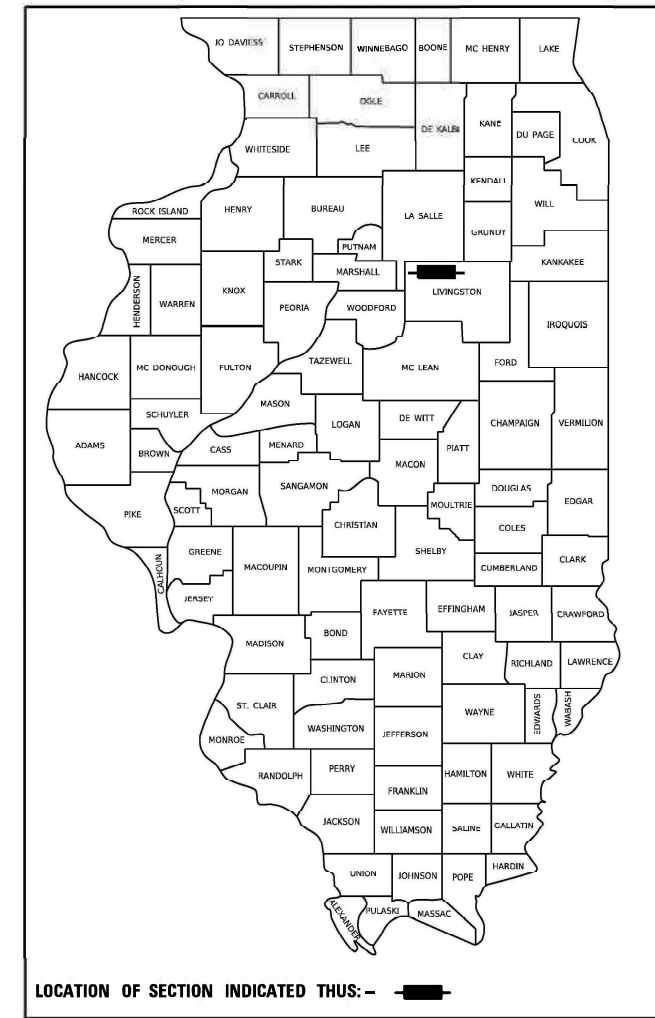 JO DAVIESS STEPHENSON WINNEBAGO BOONE MC HENRY LAKE
CARROLL OGLE DE KALB KANE DU PAGE COOK
WHITESIDE LEE
KENDALL WILL
ROCK ISLAND HENRY BUREAU LA SALLE
MERCER PUTNAM GRUNDY
STARK MARSHALL KANKAKEE
HENDERSON WARREN KNOX PEORIA WOODFORD LIVINGSTON
IROQUOIS
HANCOCK MC DONOUGH FULTON TAZEWELL MC LEAN FORD
SCHUYLER MASON LOGAN DE WITT CHAMPAIGN VERMILION
ADAMS BROWN CASS MENARD PIATT
MACON
MORGAN SANGAMON DOUGLAS EDGAR
PIKE SCOTT CHRISTIAN MOULTRIE COLES
GREENE SHELBY
CALHOUN MACOUPIN MONTGOMERY CUMBERLAND CLARK
JERSEY FAYETTE EFFINGHAM JASPER CRAWFORD
MADISON BOND
CLAY RICHLAND LAWRENCE
CLINTON MARION
ST. CLAIR WAYNE EDWARDS WABASH
MONROE WASHINGTON JEFFERSON
RANDOLPH PERRY HAMILTON WHITE
FRANKLIN
JACKSON WILLIAMSON SALINE GALLATIN
UNION JOHNSON POPE HARDIN
ALEXANDER PULASKI MASSAC
LOCATION OF SECTION INDICATED THUS: –